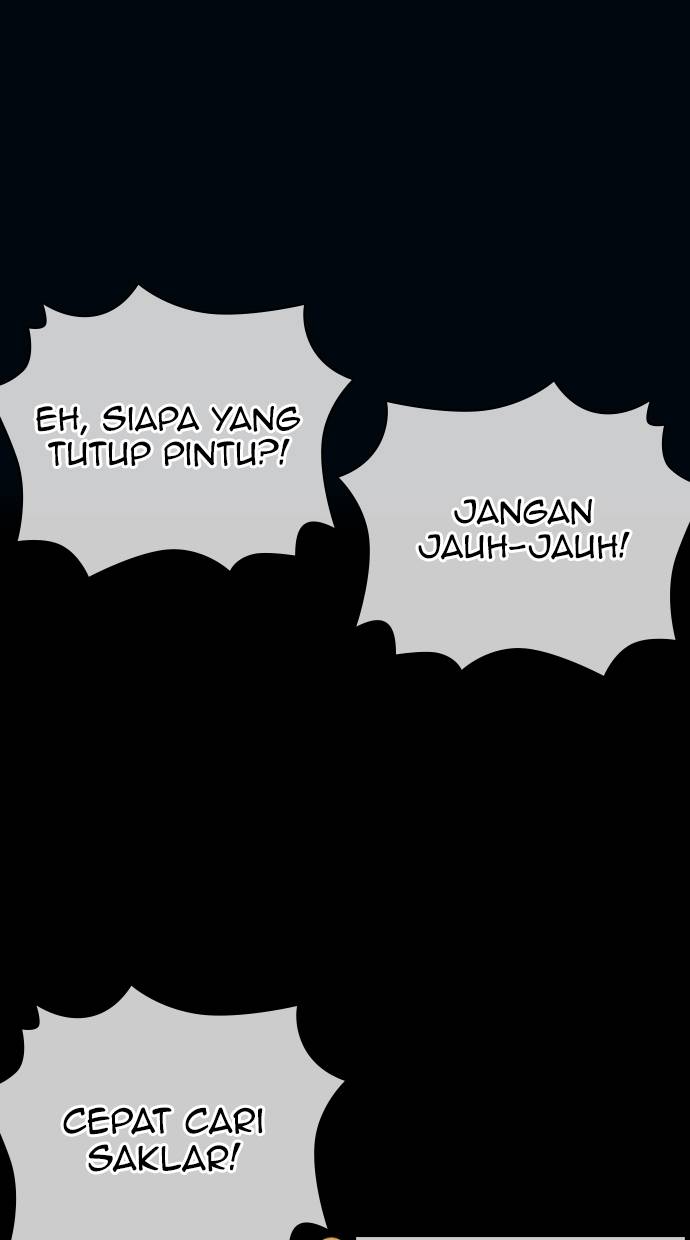 EH, SIAPA YANG
TUTUP PINTU?!
JANGAN
JAUH-JAUH!
CEPAT CARI
SAKLAR!